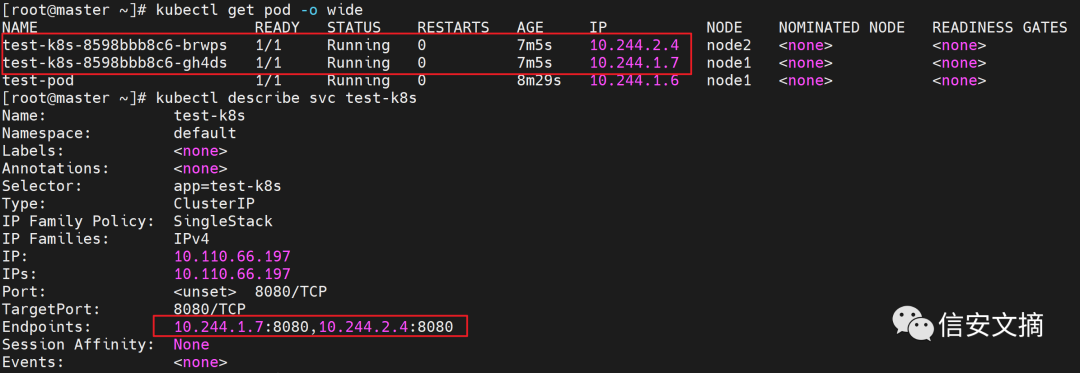 [root@master ~]# kubectl get pod -o wide
NAME READY STATUS RESTARTS AGE IP NODE NOMINATED NODE READINESS GATES
test-k8s-8598bbb8c6-brwps 1/1 Running 0 7m5s 10.244.2.4 node2 <none> <none>
test-k8s-8598bbb8c6-gh4ds 1/1 Running 0 7m5s 10.244.1.7 node1 <none> <none>
test-pod 1/1 Running 0 8m29s 10.244.1.6 node1 <none> <none>
[root@master ~]# kubectl describe svc test-k8s
Name: test-k8s
Namespace: default
Labels: <none>
Annotations: <none>
Selector: app=test-k8s
Type: ClusterIP
IP Family Policy: SingleStack
IP Families: IPv4
IP: 10.110.66.197
IPs: 10.110.66.197
Port: <unset> 8080/TCP
TargetPort: 8080/TCP
Endpoints: 10.244.1.7:8080,10.244.2.4:8080
Session Affinity: None
Events: <none>
信安文摘